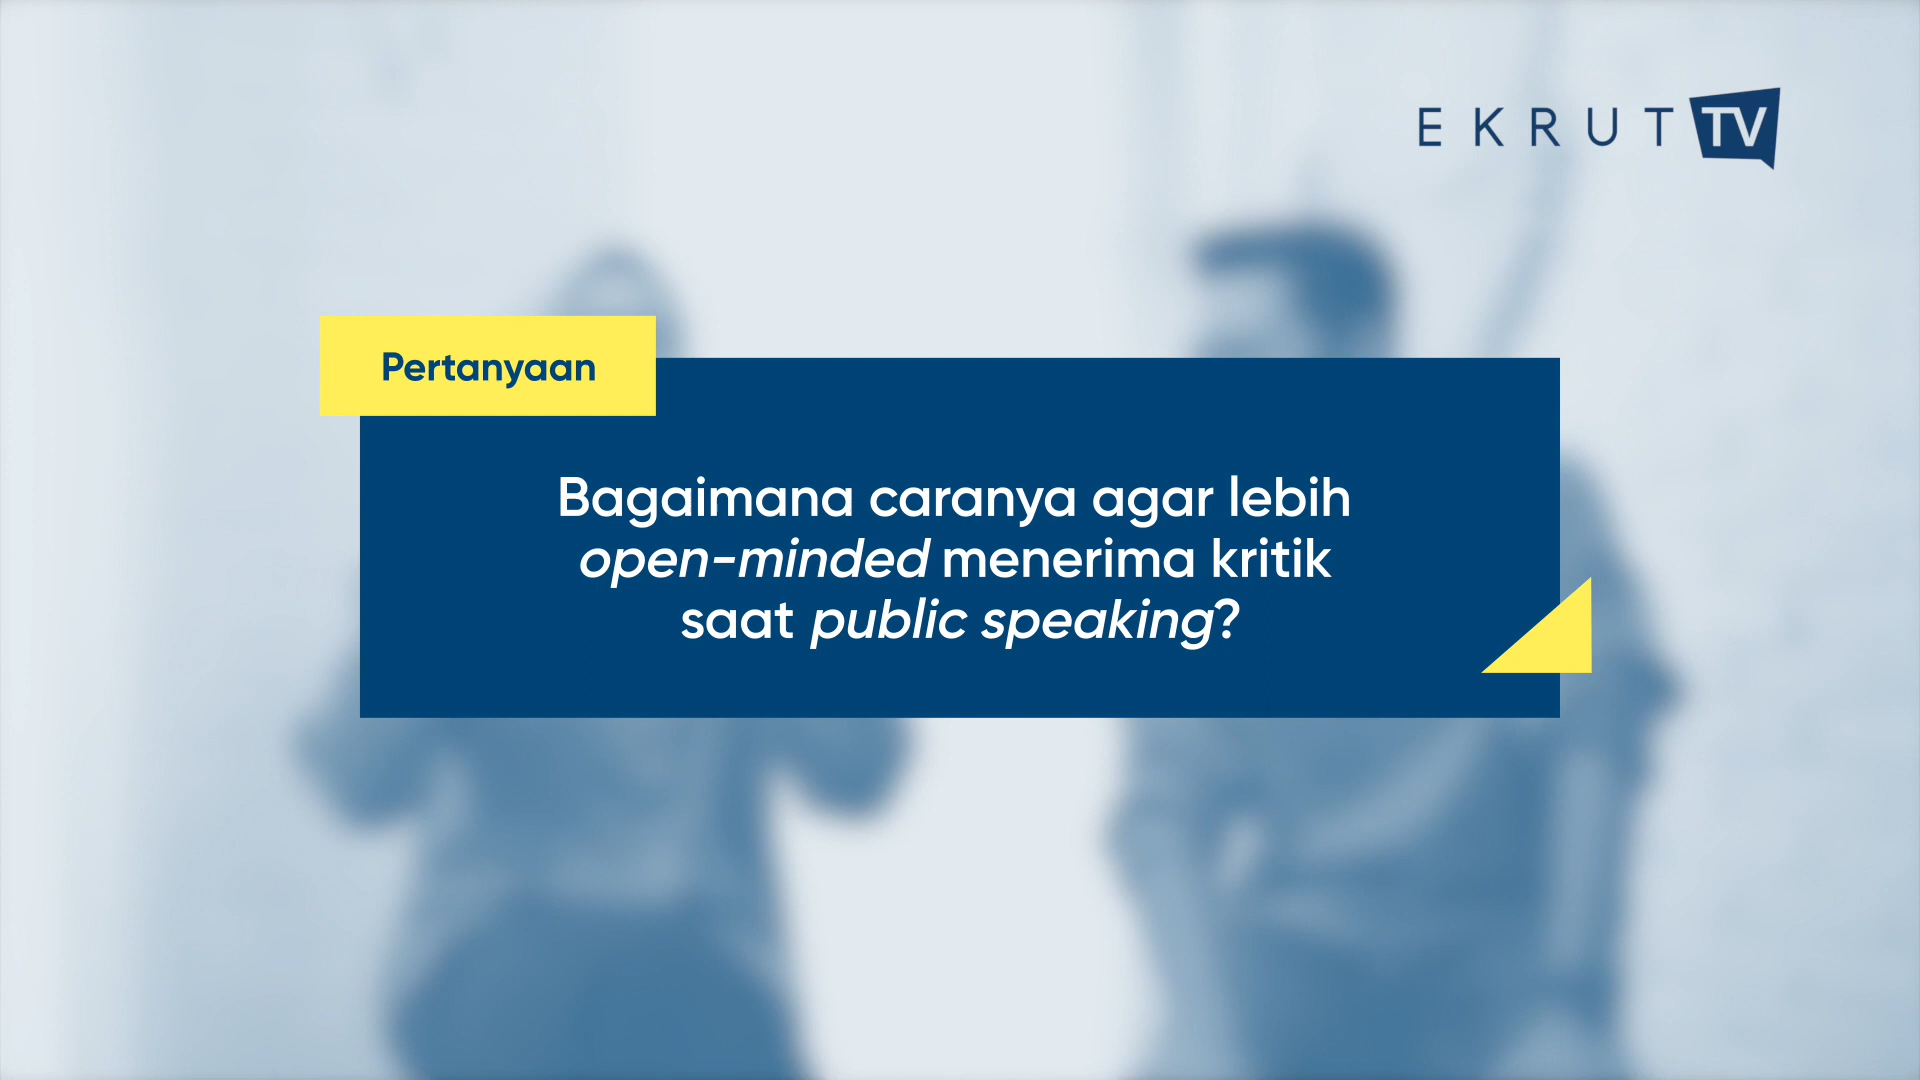 EKRUT TV
Pertanyaan
Bagaimana caranya agar lebih
open-minded menerima kritik
saat public speaking?